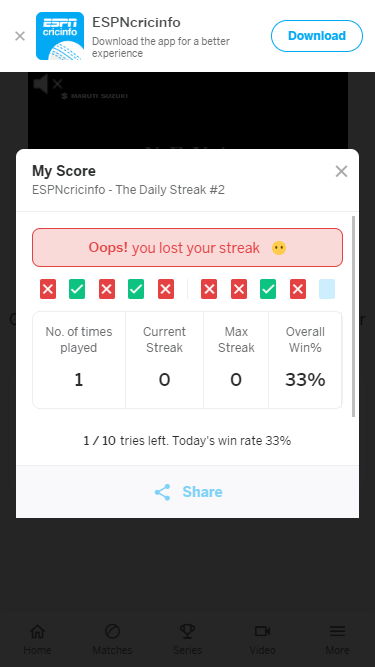 ESPN
cricinfo
ESPNcricinfo
Download the app for a better
experience
Download
MARUTI SUZUKI
My Score
ESPNcricinfo - The Daily Streak #2
Oops! you lost your streak
No. of times
played
1
Current
Streak
0
Max
Streak
0
Overall
Win%
33%
1 / 10 tries left. Today's win rate 33%
Share
Home
Matches
Series
Video
More